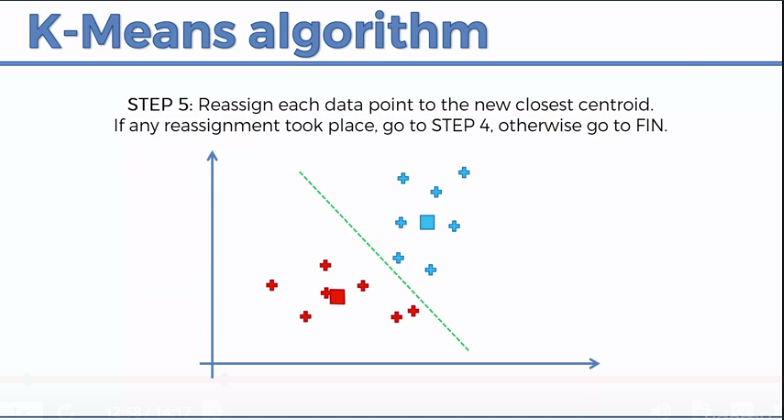 K-Means algorithm
STEP 5: Reassign each data point to the new closest centroid.
If any reassignment took place, go to STEP 4, otherwise go to FIN.